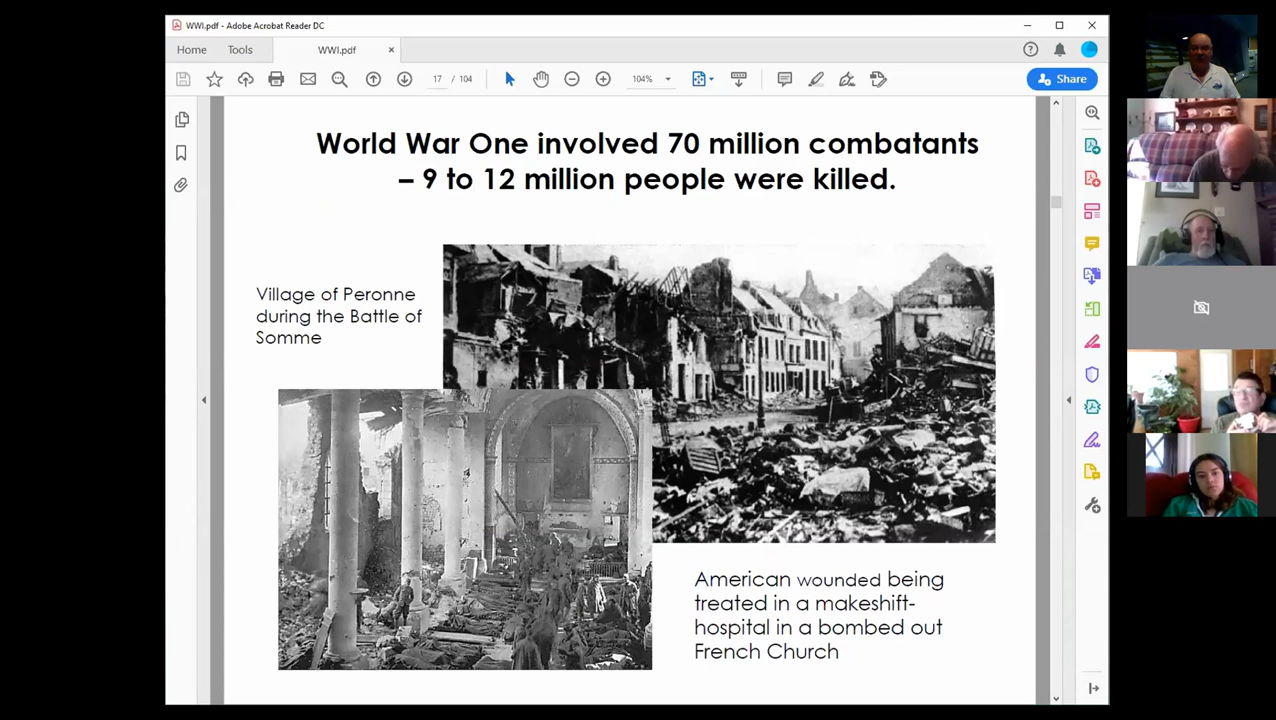 WWI.pdf - Adobe Acrobat Reader DC
Home Tools WWI.pdf
17 / 104 104% Share
World War One involved 70 million combatants
– 9 to 12 million people were killed.
Village of Peronne
during the Battle of
Somme
American wounded being
treated in a makeshift-
hospital in a bombed out
French Church